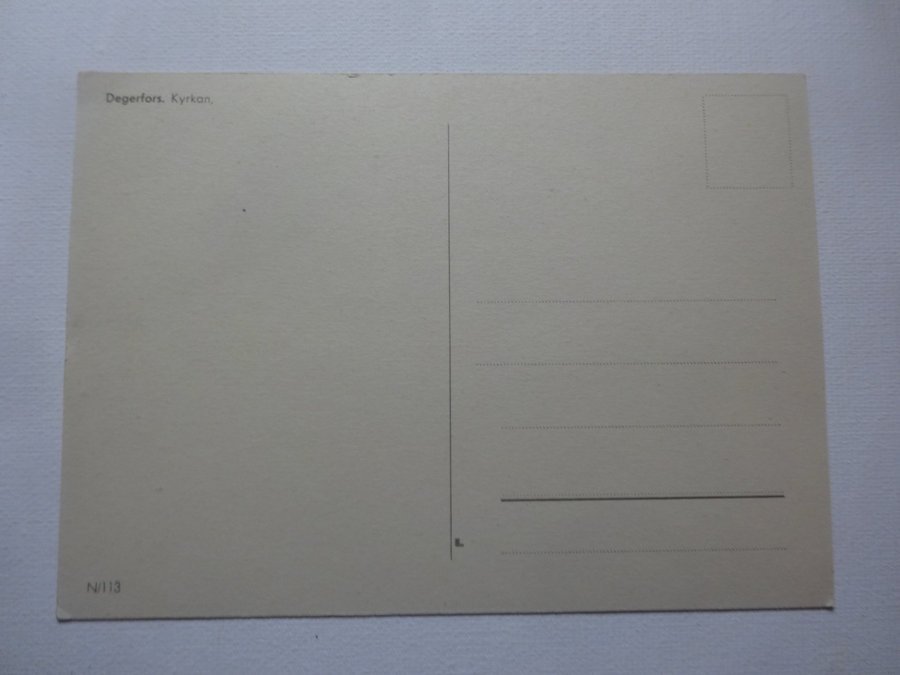 Degerfors. Kyrkan,
N/113